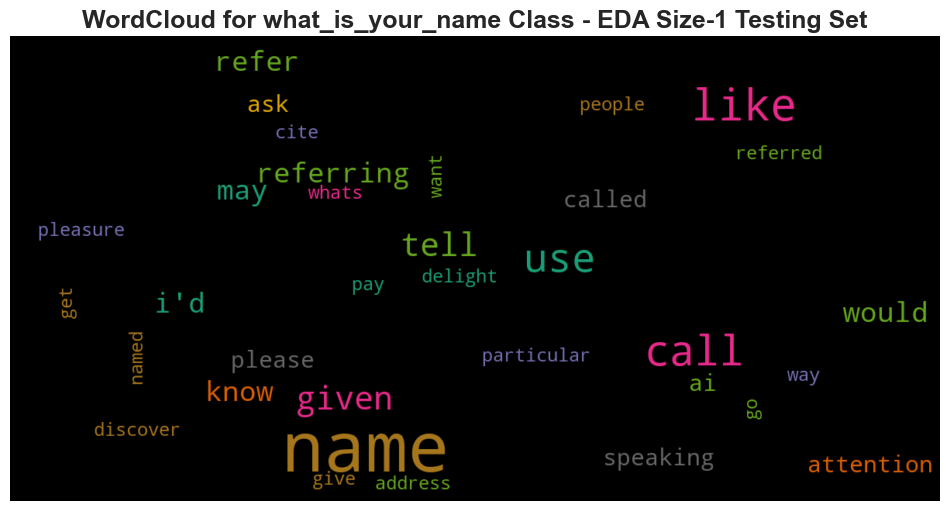 WordCloud for what_is_your_name Class - EDA Size-1 Testing Set
refer
ask
people
like
cite
referred
referring
want
may
whats
called
pleasure
tell
use
delight
pay
get
i'd
would
named
please
particular
call
way
ai
know
given
go
discover
name
speaking
attention
give
address